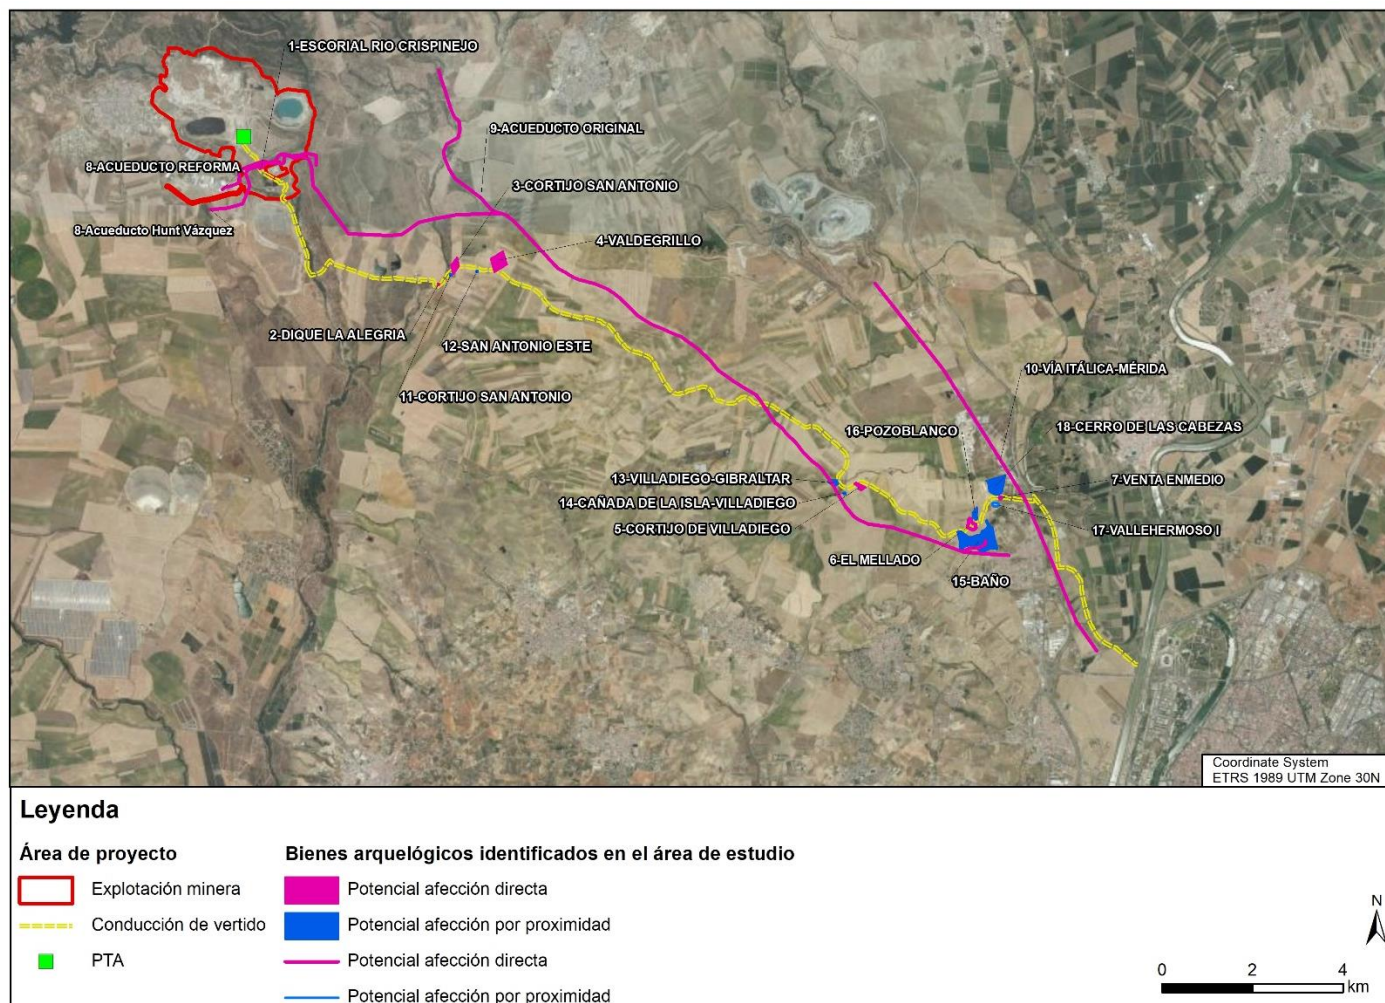 1-ESCORIAL RIO CRISPINEJO
9-ACUEDUCTO ORIGINAL
8-ACUEDUCTO REFORMA
3-CORTIJO SAN ANTONIO
8-Acueducto Hunt Vázquez
4-VALDEGRILLO
2-DIQUE LA ALEGRIA
12-SAN ANTONIO ESTE
10-VÍA ITÁLICA-MÉRIDA
11-CORTIJO SAN ANTONIO
16-POZOBLANCO
18-CERRO DE LAS CABEZAS
13-VILLADIEGO-GIBRALTAR
7-VENTA ENMEDIO
14-CAÑADA DE LA ISLA-VILLADIEGO
5-CORTIJO DE VILLADIEGO
17-VALLEHERMOSO I
6-EL MELLADO
15-BAÑO
Coordinate System
ETRS 1989 UTM Zone 30N
Leyenda
Área de proyecto
Explotación minera
Conducción de vertido
PTA
Bienes arquelógicos identificados en el área de estudio
Potencial afección directa
Potencial afección por proximidad
Potencial afección directa
Potencial afección por proximidad
N
0 2 4
km